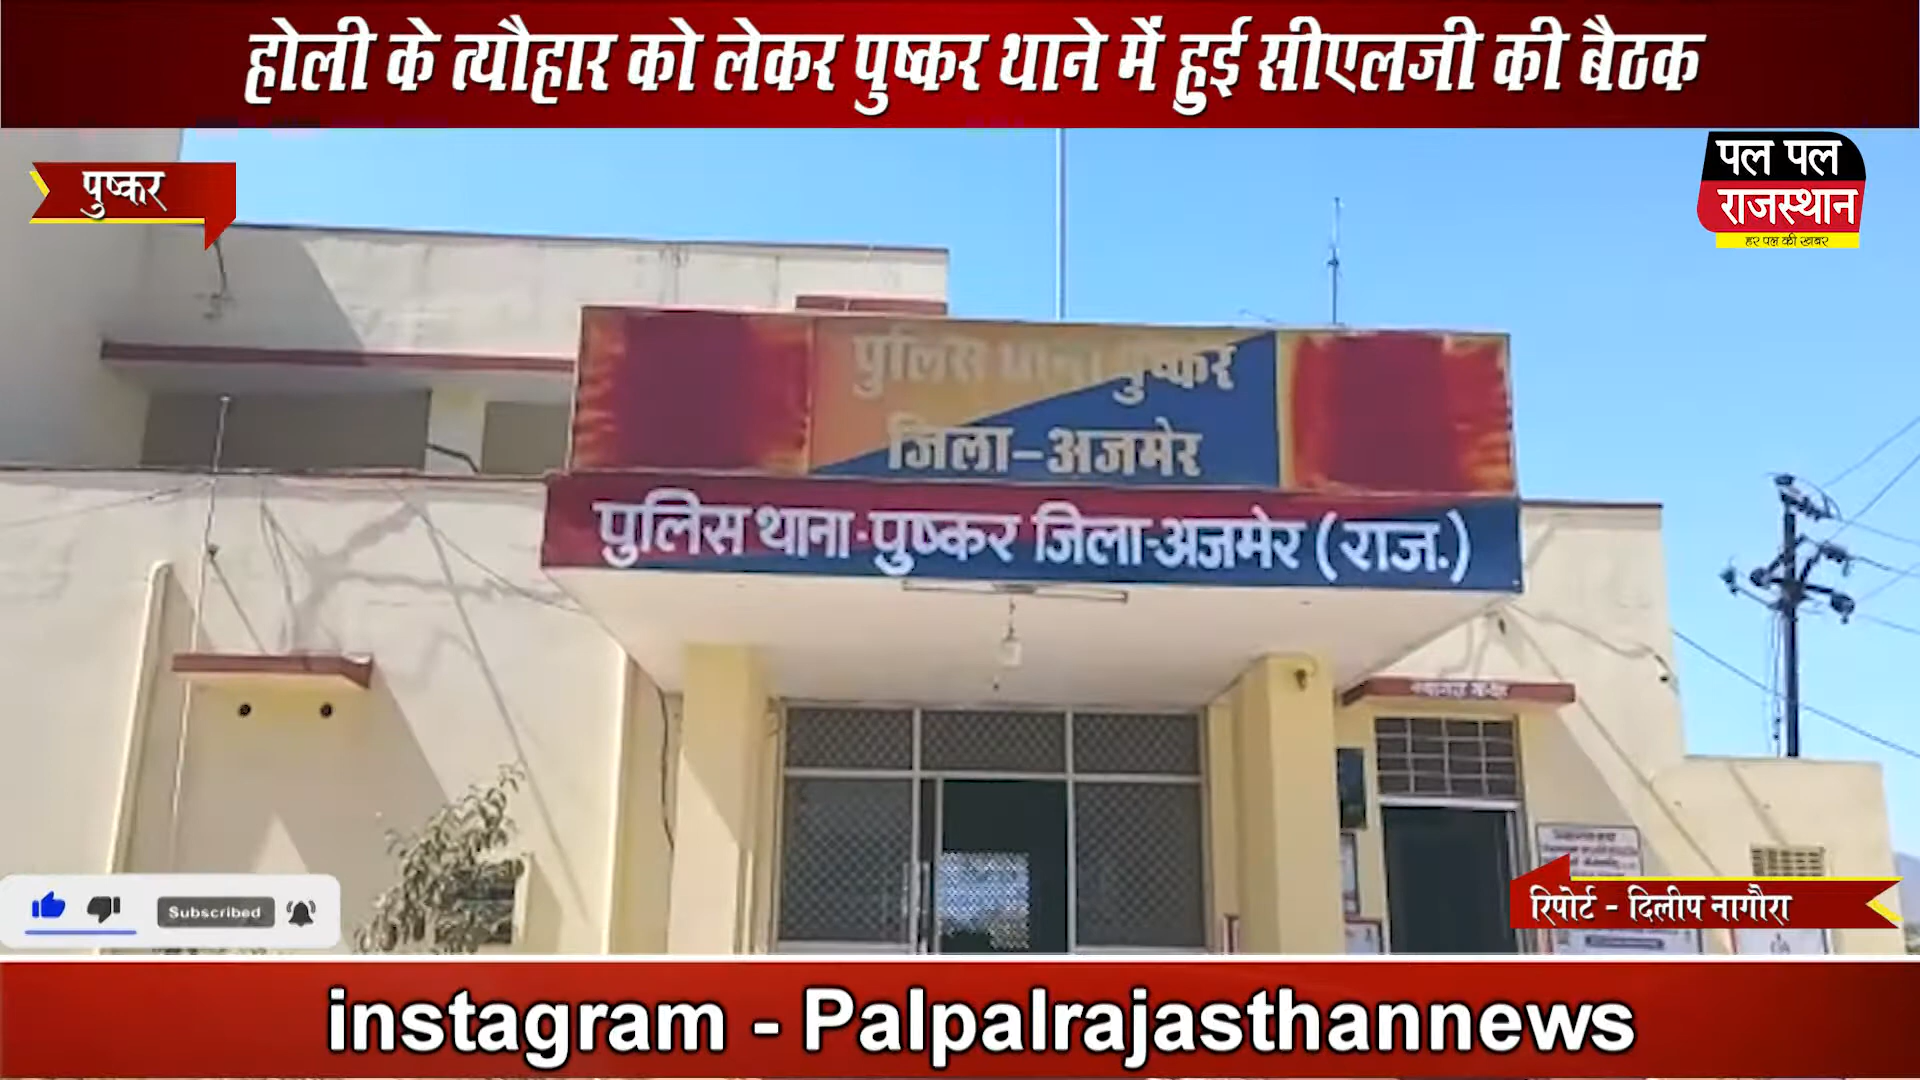 होली के त्यौहार को लेकर पुष्कर थाने में हुई सीएलजी की बैठक
पुष्कर
पल पल
राजस्थान
हर पल की खबर
पुलिस थाना पुष्कर
जिला-अजमेर
पुलिस थाना-पुष्कर जिला-अजमेर (राज.)
Subscribed
रिपोर्ट - दिलीप नागौरा
instagram - Palpalrajasthannews